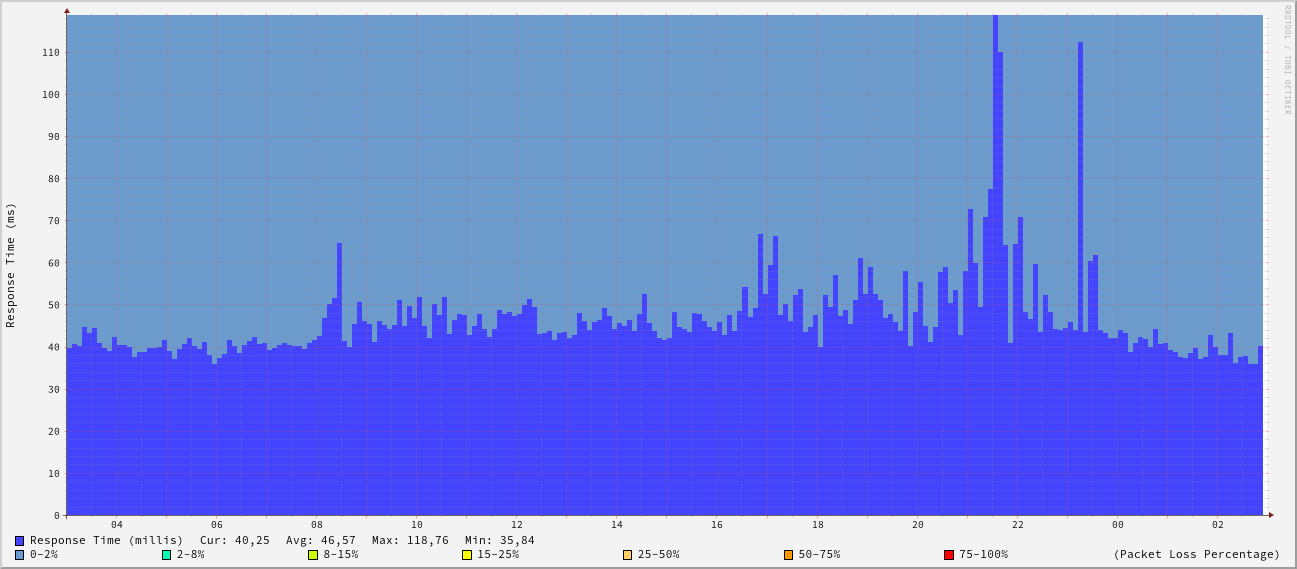 RRDTOOL / TOBI OETIKER
Response Time (ms)
110
100
90
80
70
60
50
40
30
20
10
0
04 06 08 10 12 14 16 18 20 22 00 02
Response Time (millis) Cur: 40,25 Avg: 46,57 Max: 118,76 Min: 35,84
0-2% 2-8% 8-15% 15-25% 25-50% 50-75% 75-100% (Packet Loss Percentage)